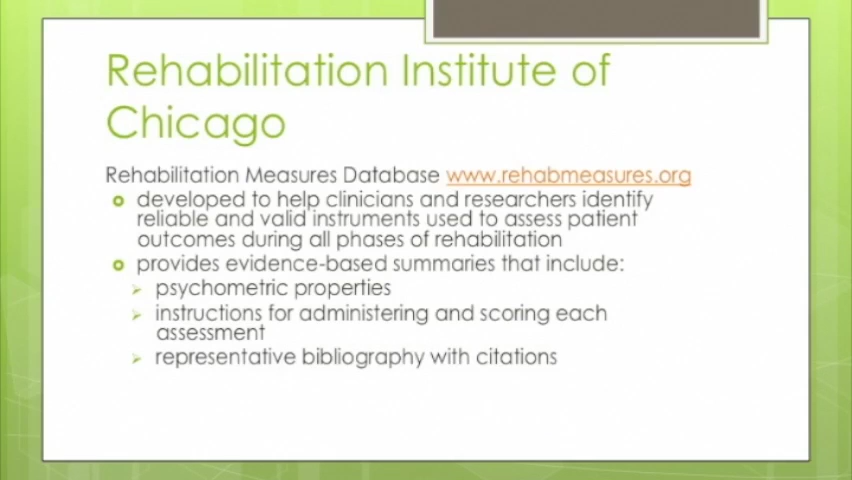 Rehabilitation Institute of
Chicago
Rehabilitation Measures Database www.rehabmeasures.org
developed to help clinicians and researchers identify
reliable and valid instruments used to assess patient
outcomes during all phases of rehabilitation
provides evidence-based summaries that include:
psychometric properties
instructions for administering and scoring each
assessment
representative bibliography with citations